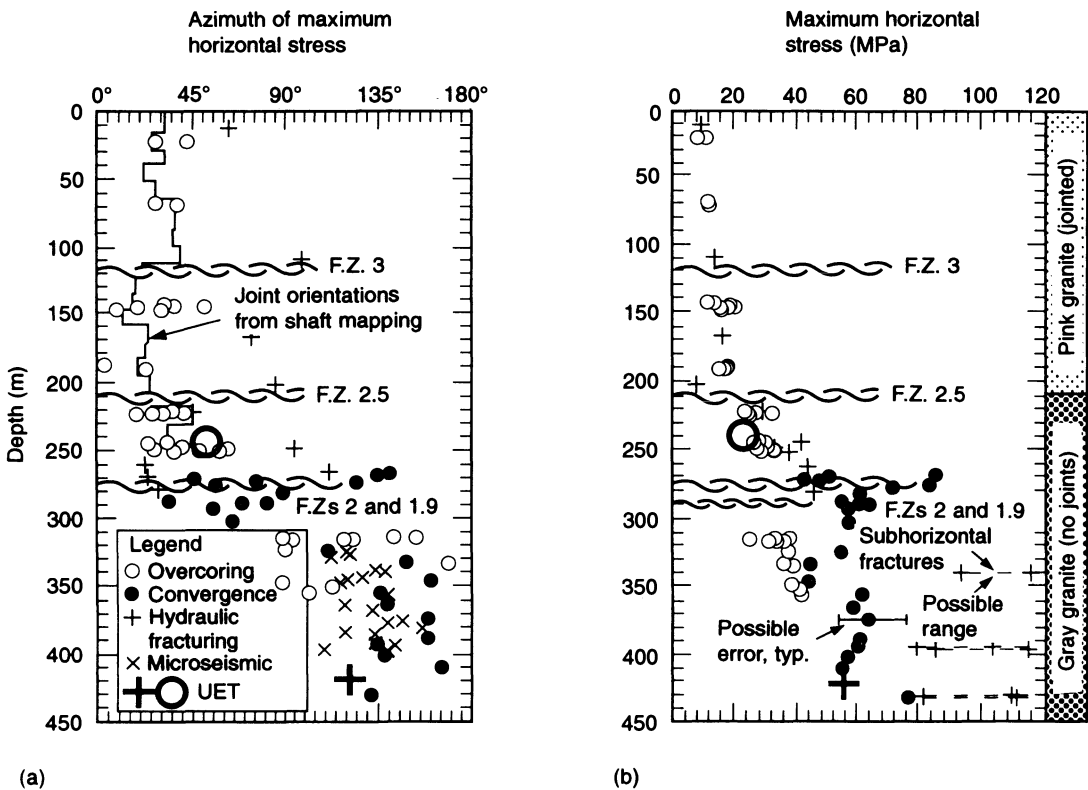 Azimuth of maximum
horizontal stress
0° 45° 90° 135° 180°
0
50
100
150
200
250
300
350
400
450
Depth (m)
F.Z. 3
Joint orientations
from shaft mapping
F.Z. 2.5
F.Zs 2 and 1.9
Legend
Overcoring
Convergence
Hydraulic
fracturing
Microseismic
UET
(a)
Maximum horizontal
stress (MPa)
0 20 40 60 80 100 120
0
50
100
150
200
250
300
350
400
450
F.Z. 3
F.Z. 2.5
F.Zs 2 and 1.9
Subhorizontal
fractures
Possible
range
Possible
error, typ.
Pink granite (jointed)
Gray granite (no joints)
(b)